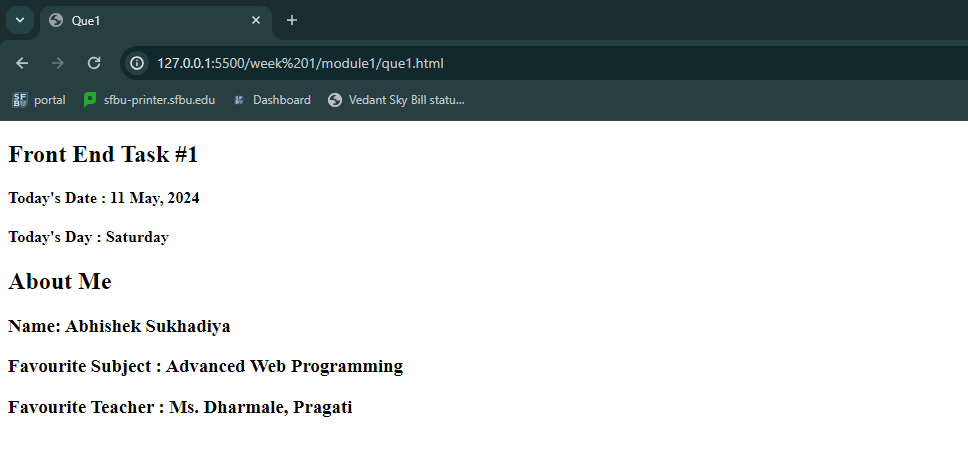 Que1
127.0.0.1:5500/week%201/module1/que1.html
SF BU portal sfbu-printer.sfbu.edu Dashboard Vedant Sky Bill statu...
Front End Task #1
Today's Date : 11 May, 2024
Today's Day : Saturday
About Me
Name: Abhishek Sukhadiya
Favourite Subject : Advanced Web Programming
Favourite Teacher : Ms. Dharmale, Pragati